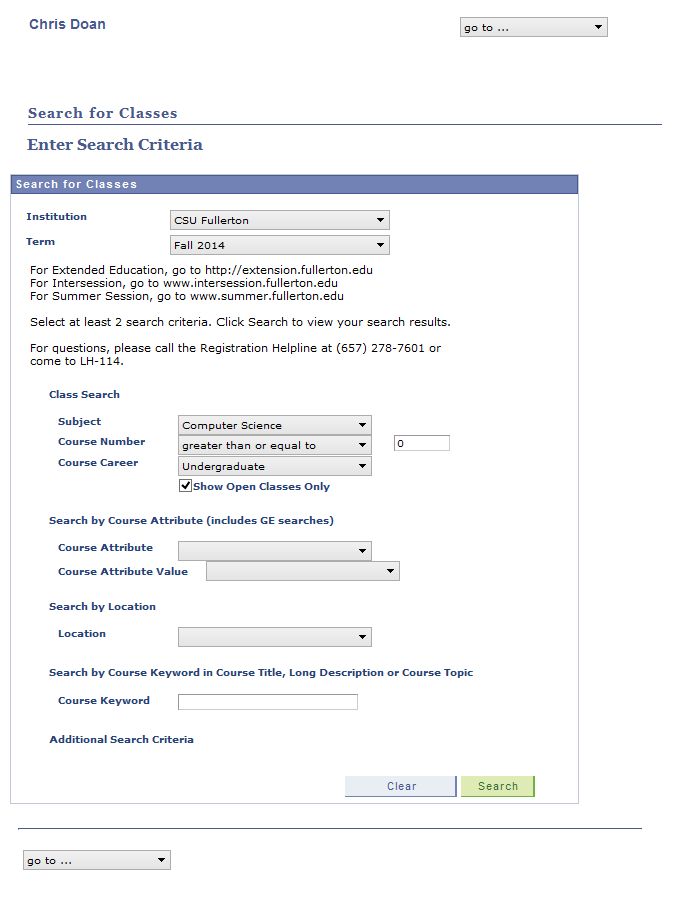 Chris Doan
go to ...
Search for Classes
Enter Search Criteria
Search for Classes
Institution CSU Fullerton
Term Fall 2014
For Extended Education, go to http://extension.fullerton.edu
For Intersession, go to www.intersession.fullerton.edu
For Summer Session, go to www.summer.fullerton.edu
Select at least 2 search criteria. Click Search to view your search results.
For questions, please call the Registration Helpline at (657) 278-7601 or
come to LH-114.
Class Search
Subject Computer Science
Course Number greater than or equal to 0
Course Career Undergraduate
Show Open Classes Only
Search by Course Attribute (includes GE searches)
Course Attribute
Course Attribute Value
Search by Location
Location
Search by Course Keyword in Course Title, Long Description or Course Topic
Course Keyword
Additional Search Criteria
Clear Search
go to ...